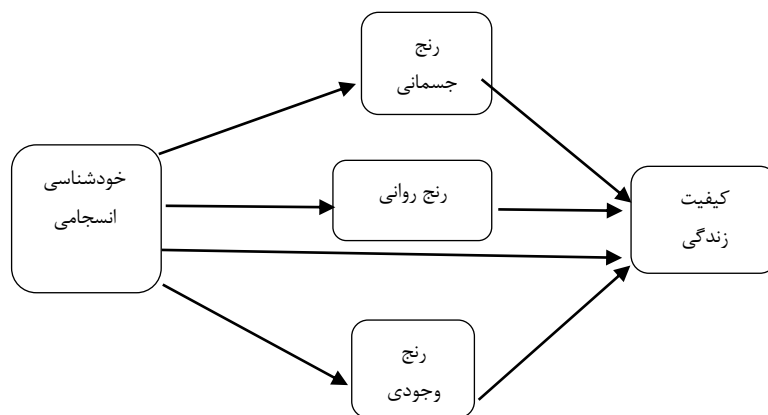 رنج
جسمانی
خودشناسی
انسجامی
رنج روانی
کیفیت
زندگی
رنج
وجودی